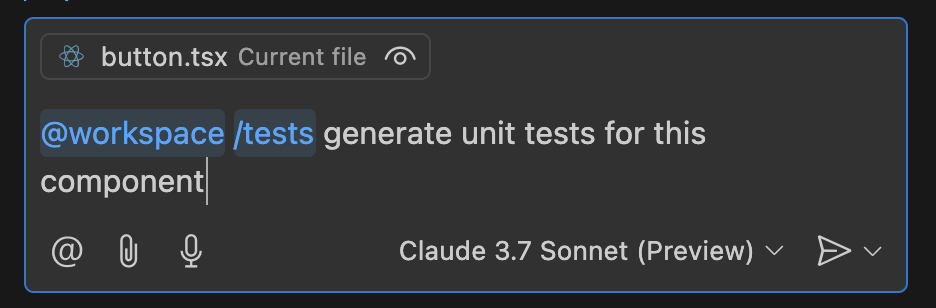 button.tsx Current file
@workspace /tests generate unit tests for this
component
@ Claude 3.7 Sonnet (Preview)